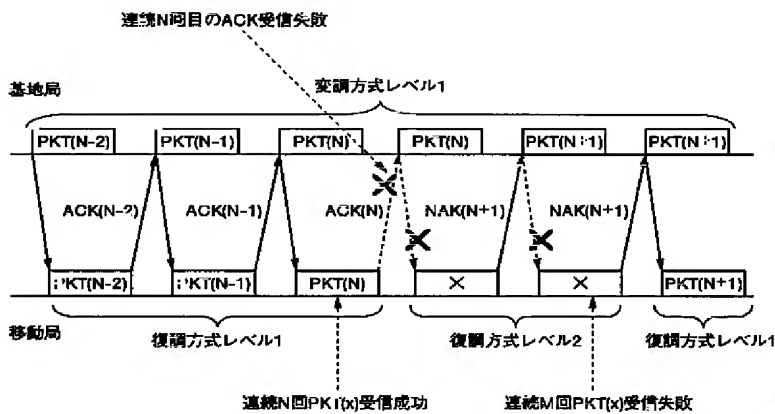 連続N回目のACK受信失敗
基地局
変調方式レベル1
PKT(N-2) PKT(N-1) PKT(N) PKT(N) PKT(N+1) PKT(N+1)
ACK(N-2) ACK(N-1) ACK(N) NAK(N+1) NAK(N+1)
PKT(N-2) PKT(N-1) PKT(N) × × PKT(N+1)
移動局
復調方式レベル1 復調方式レベル2 復調方式レベル1
連続N回PKT(x)受信成功 連続M回PKT(x)受信失敗